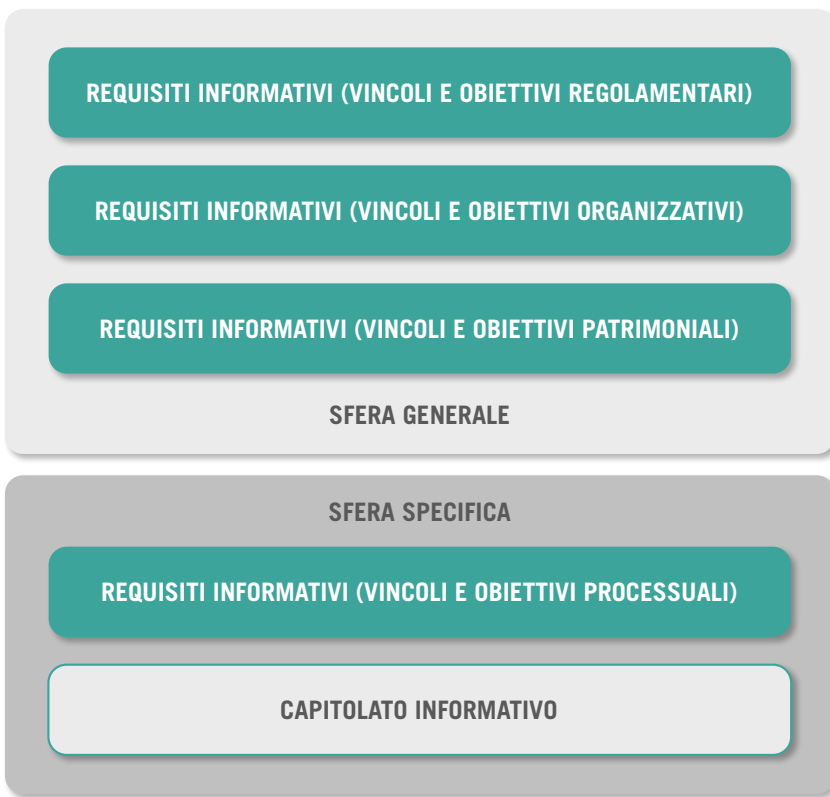 REQUISITI INFORMATIVI (VINCOLI E OBIETTIVI REGOLAMENTARI)
REQUISITI INFORMATIVI (VINCOLI E OBIETTIVI ORGANIZZATIVI)
REQUISITI INFORMATIVI (VINCOLI E OBIETTIVI PATRIMONIALI)
SFERA GENERALE
SFERA SPECIFICA
REQUISITI INFORMATIVI (VINCOLI E OBIETTIVI PROCESSUALI)
CAPITOLATO INFORMATIVO